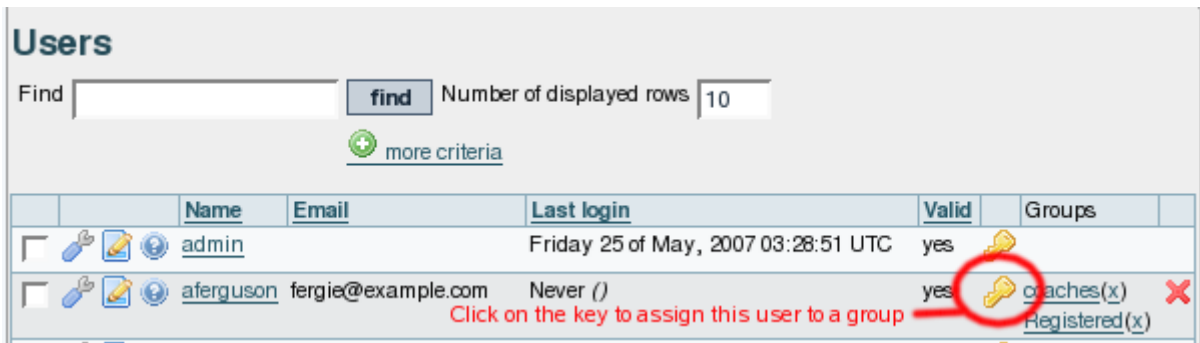 Users
Find find Number of displayed rows 10
more criteria
Name Email Last login Valid Groups
admin Friday 25 of May, 2007 03:28:51 UTC yes
aferguson fergie@example.com Never () yes coaches(x)
Click on the key to assign this user to a group Registered(x)